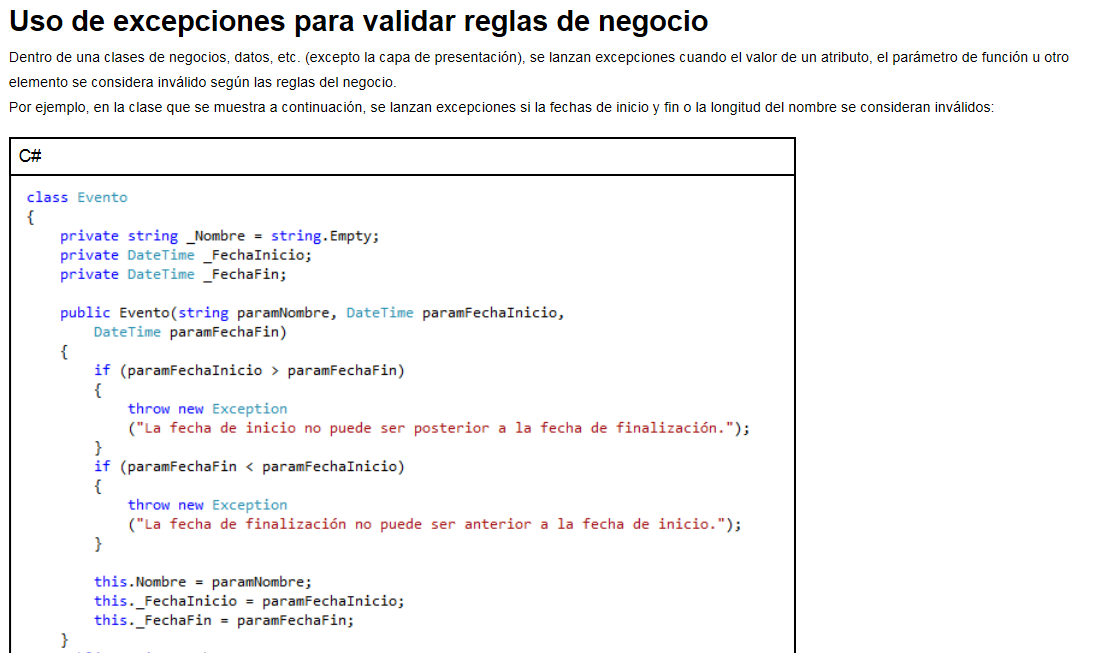 Uso de excepciones para validar reglas de negocio
Dentro de una clases de negocios, datos, etc. (excepto la capa de presentación), se lanzan excepciones cuando el valor de un atributo, el parámetro de función u otro
elemento se considera inválido según las reglas del negocio.
Por ejemplo, en la clase que se muestra a continuación, se lanzan excepciones si la fechas de inicio y fin o la longitud del nombre se consideran inválidos:
C#
class Evento
{
    private string _Nombre = string.Empty;
    private DateTime _FechaInicio;
    private DateTime _FechaFin;

    public Evento(string paramNombre, DateTime paramFechaInicio,
        DateTime paramFechaFin)
    {
        if (paramFechaInicio > paramFechaFin)
        {
            throw new Exception
            ("La fecha de inicio no puede ser posterior a la fecha de finalización.");
        }
        if (paramFechaFin < paramFechaInicio)
        {
            throw new Exception
            ("La fecha de finalización no puede ser anterior a la fecha de inicio.");
        }

        this.Nombre = paramNombre;
        this._FechaInicio = paramFechaInicio;
        this._FechaFin = paramFechaFin;
    }